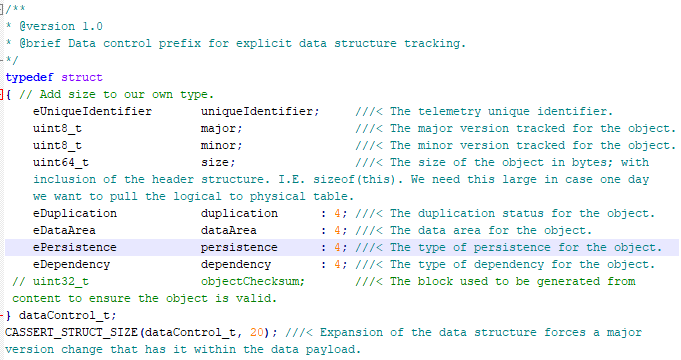 /**
* @version 1.0
* @brief Data control prefix for explicit data structure tracking.
*/
typedef struct
{ // Add size to our own type.
eUniqueIdentifier uniqueIdentifier; ///< The telemetry unique identifier.
uint8_t major; ///< The major version tracked for the object.
uint8_t minor; ///< The minor version tracked for the object.
uint64_t size; ///< The size of the object in bytes; with
inclusion of the header structure. I.E. sizeof(this). We need this large in case one day
we want to pull the logical to physical table.
eDuplication duplication : 4; ///< The duplication status for the object.
eDataArea dataArea : 4; ///< The data area for the object.
ePersistence persistence : 4; ///< The type of persistence for the object.
eDependency dependency : 4; ///< The type of dependency for the object.
// uint32_t objectChecksum; ///< The block used to be generated from
content to ensure the object is valid.
} dataControl_t;
CASSERT_STRUCT_SIZE(dataControl_t, 20); ///< Expansion of the data structure forces a major
version change that has it within the data payload.